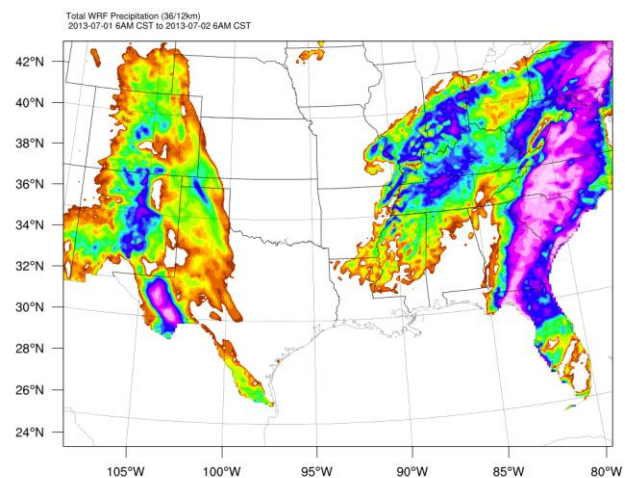 Total WRF Precipitation (36/12km)
2013-07-01 6AM CST to 2013-07-02 6AM CST
42°N
40°N
38°N
36°N
34°N
32°N
30°N
28°N
26°N
24°N
105°W
100°W
95°W
90°W
85°W
80°W